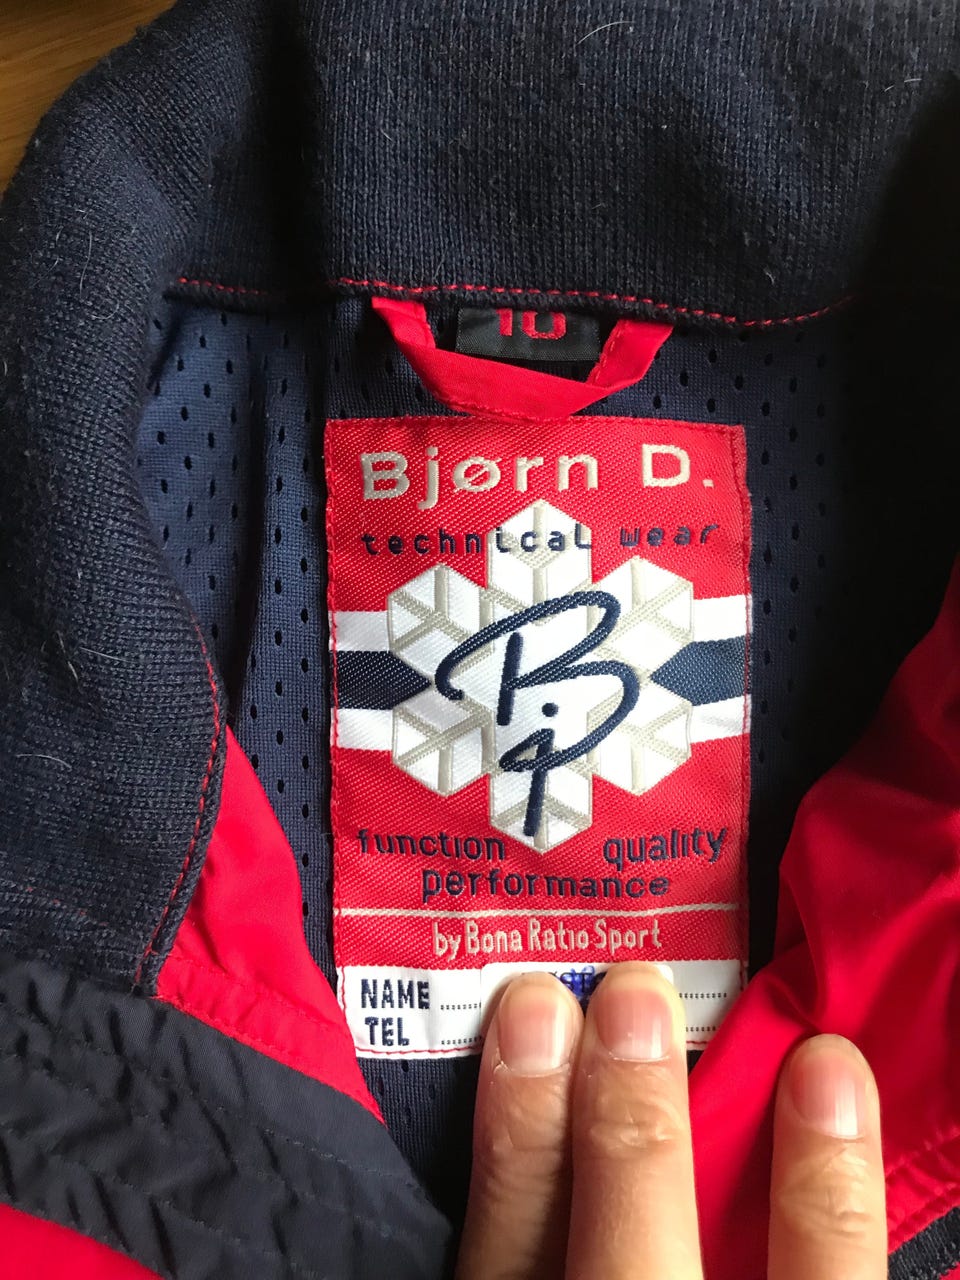 10
Bjørn D.
technical wear
B.
function quality
performance
by Bona Ratio Sport
NAME
TEL